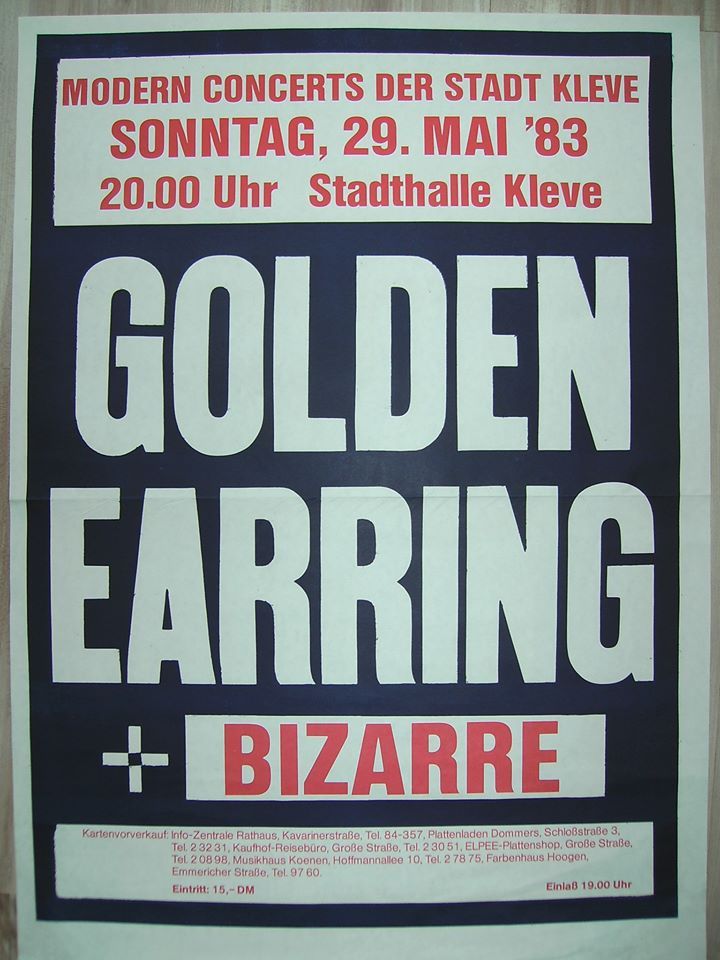 MODERN CONCERTS DER STADT KLEVE
SONNTAG, 29. MAI '83
20.00 Uhr Stadthalle Kleve
GOLDEN
EARRING
+ BIZARRE
Kartenvorverkauf: Info-Zentrale Rathaus, Kavarinerstraße, Tel. 84-357, Plattenladen Dommers, Schloßstraße 3,
Tel. 2 32 31, Kaufhof-Reisebüro, Große Straße, Tel. 2 30 51, ELPEE-Plattenshop, Große Straße,
Tel. 2 08 98, Musikhaus Koenen, Hoffmannallee 10, Tel. 2 78 75, Farbenhaus Hoogen,
Emmericher Straße, Tel. 97 60.
Eintritt: 15,– DM Einlaß 19.00 Uhr